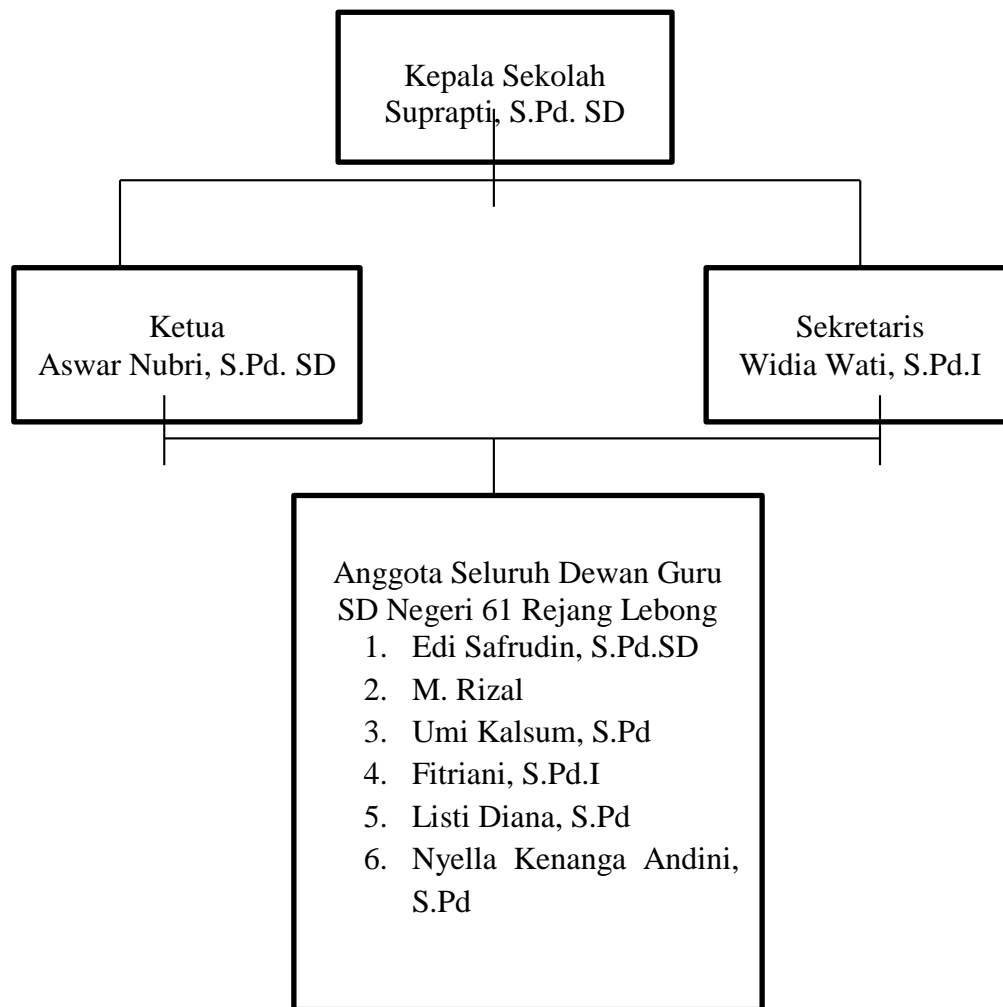 Kepala Sekolah
Suprapti, S.Pd. SD
Ketua
Aswar Nubri, S.Pd. SD
Sekretaris
Widia Wati, S.Pd.I
Anggota Seluruh Dewan Guru
SD Negeri 61 Rejang Lebong
1. Edi Safrudin, S.Pd.SD
2. M. Rizal
3. Umi Kalsum, S.Pd
4. Fitriani, S.Pd.I
5. Listi Diana, S.Pd
6. Nyella Kenanga Andini,
S.Pd